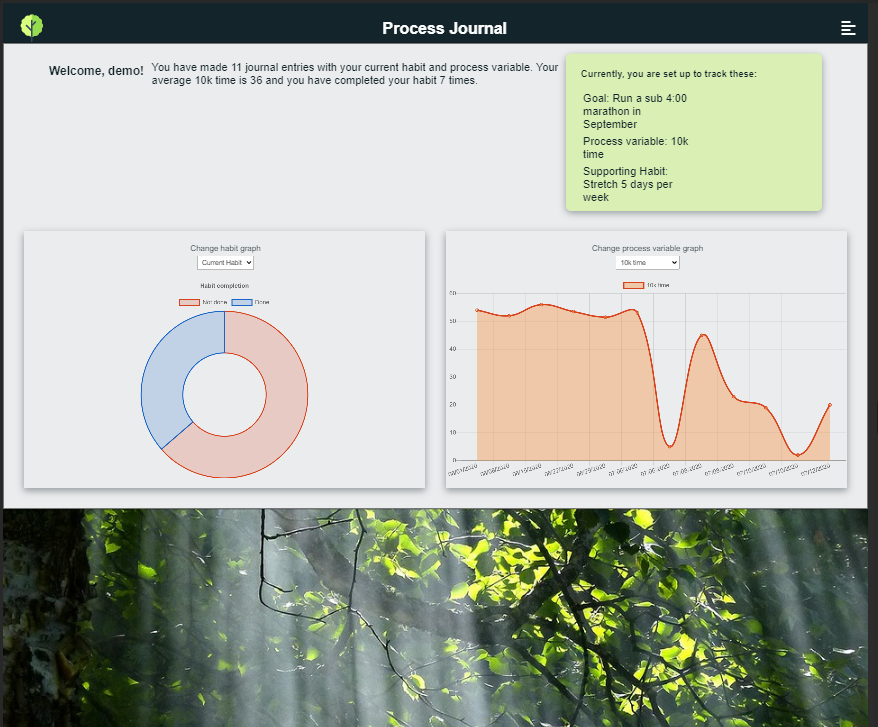 Process Journal
Welcome, demo!
You have made 11 journal entries with your current habit and process variable. Your
average 10k time is 36 and you have completed your habit 7 times.
Currently, you are set up to track these:
Goal: Run a sub 4:00
marathon in
September
Process variable: 10k
time
Supporting Habit:
Stretch 5 days per
week
Change habit graph
Current Habit
Habit completion
Not done
Done
Change process variable graph
10k time
10k time
60
50
40
30
20
10
0